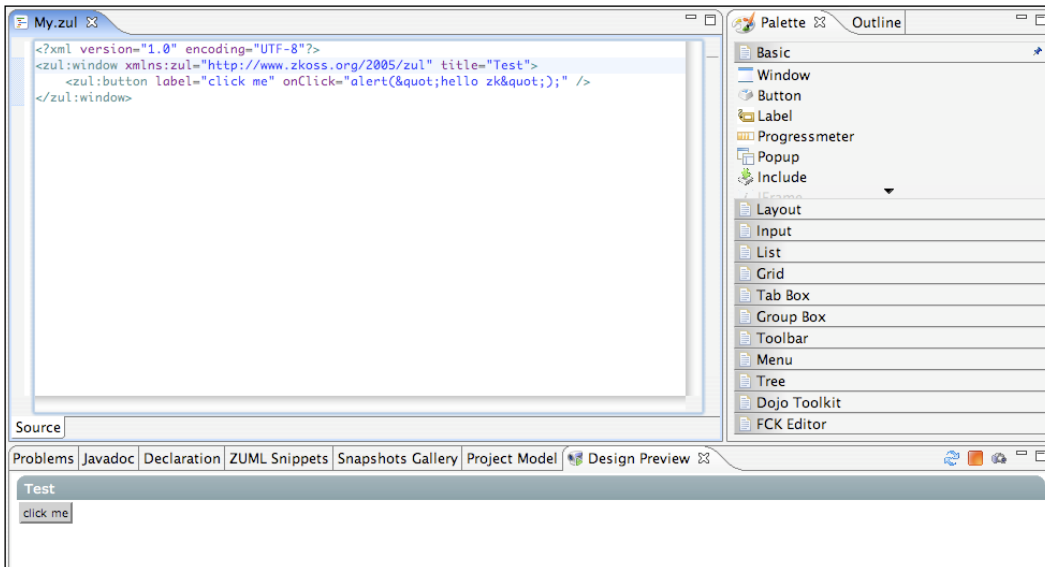 My.zul
<?xml version="1.0" encoding="UTF-8"?>
<zul:window xmlns:zul="http://www.zkoss.org/2005/zul" title="Test">
<zul:button label="click me" onClick="alert(&quot;hello zk&quot;);" />
</zul:window>
Source
Palette Outline
Basic
Window
Button
Label
Progressmeter
Popup
Include
IFrame
Layout
Input
List
Grid
Tab Box
Group Box
Toolbar
Menu
Tree
Dojo Toolkit
FCK Editor
Problems Javadoc Declaration ZUML Snippets Snapshots Gallery Project Model Design Preview
Test
click me